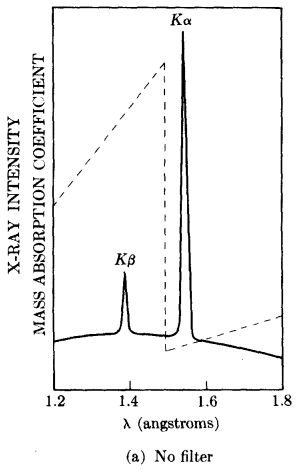 X-RAY INTENSITY
MASS ABSORPTION COEFFICIENT
Kα
Kβ
1.2 1.4 1.6 1.8
λ (angstroms)
(a) No filter